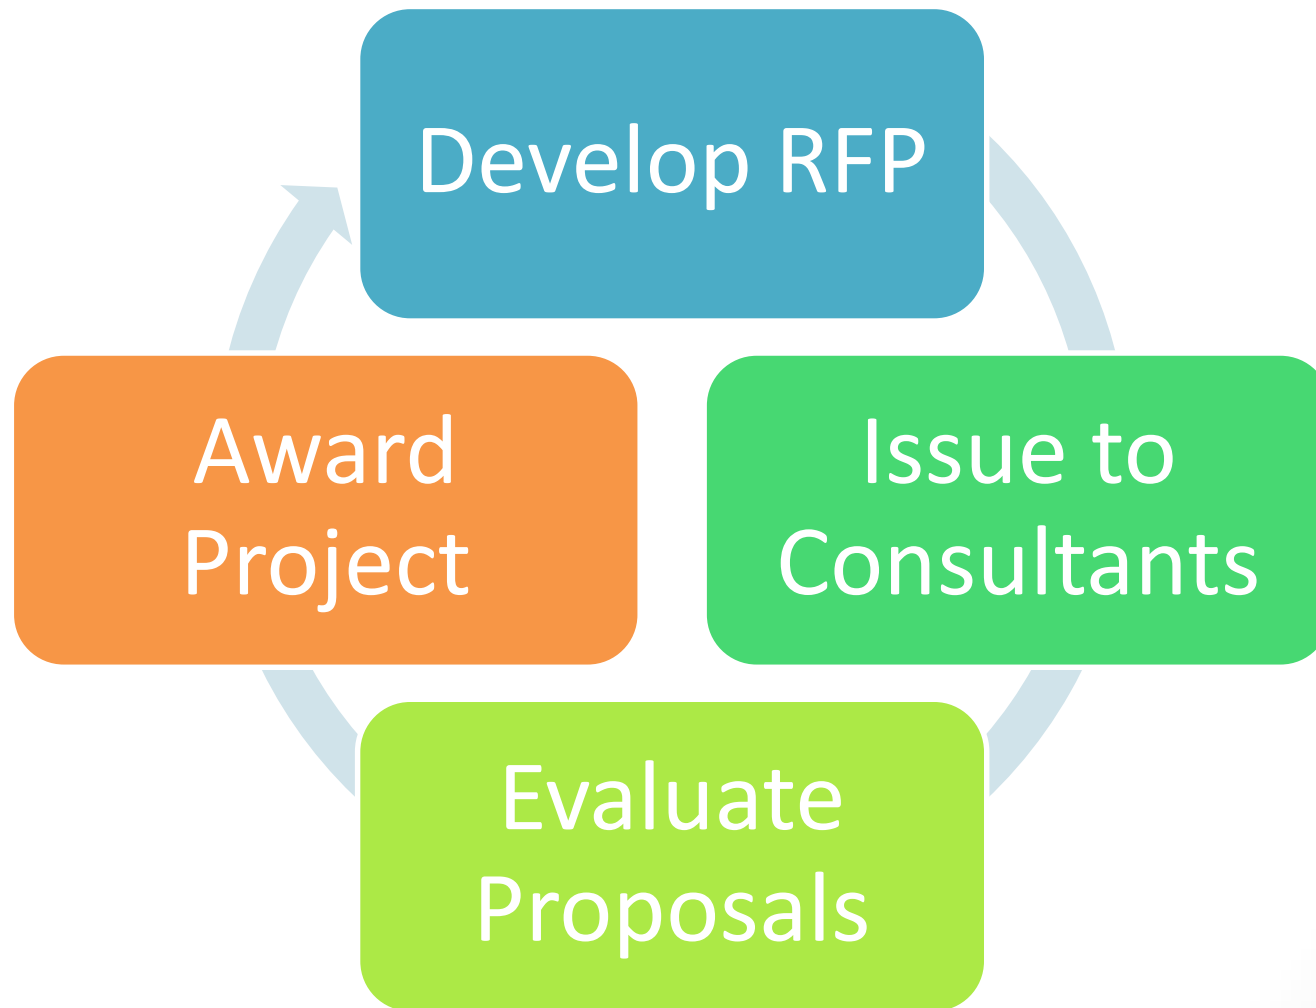 Develop RFP
Issue to
Consultants
Evaluate
Proposals
Award
Project